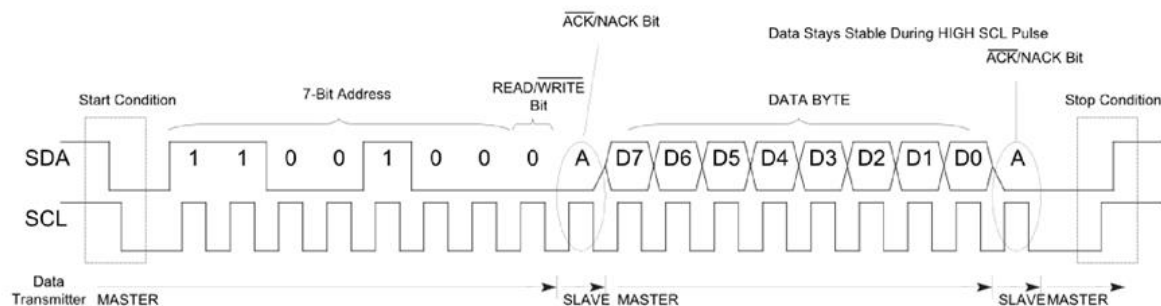 ACK/NACK Bit
Data Stays Stable During HIGH SCL Pulse
ACK/NACK Bit
READ/WRITE
Bit
Start Condition
7-Bit Address
DATA BYTE
Stop Condition
SDA 1 1 0 0 1 0 0 0 A D7 D6 D5 D4 D3 D2 D1 D0 A
SCL
Data
Transmitter MASTER SLAVE MASTER SLAVE MASTER